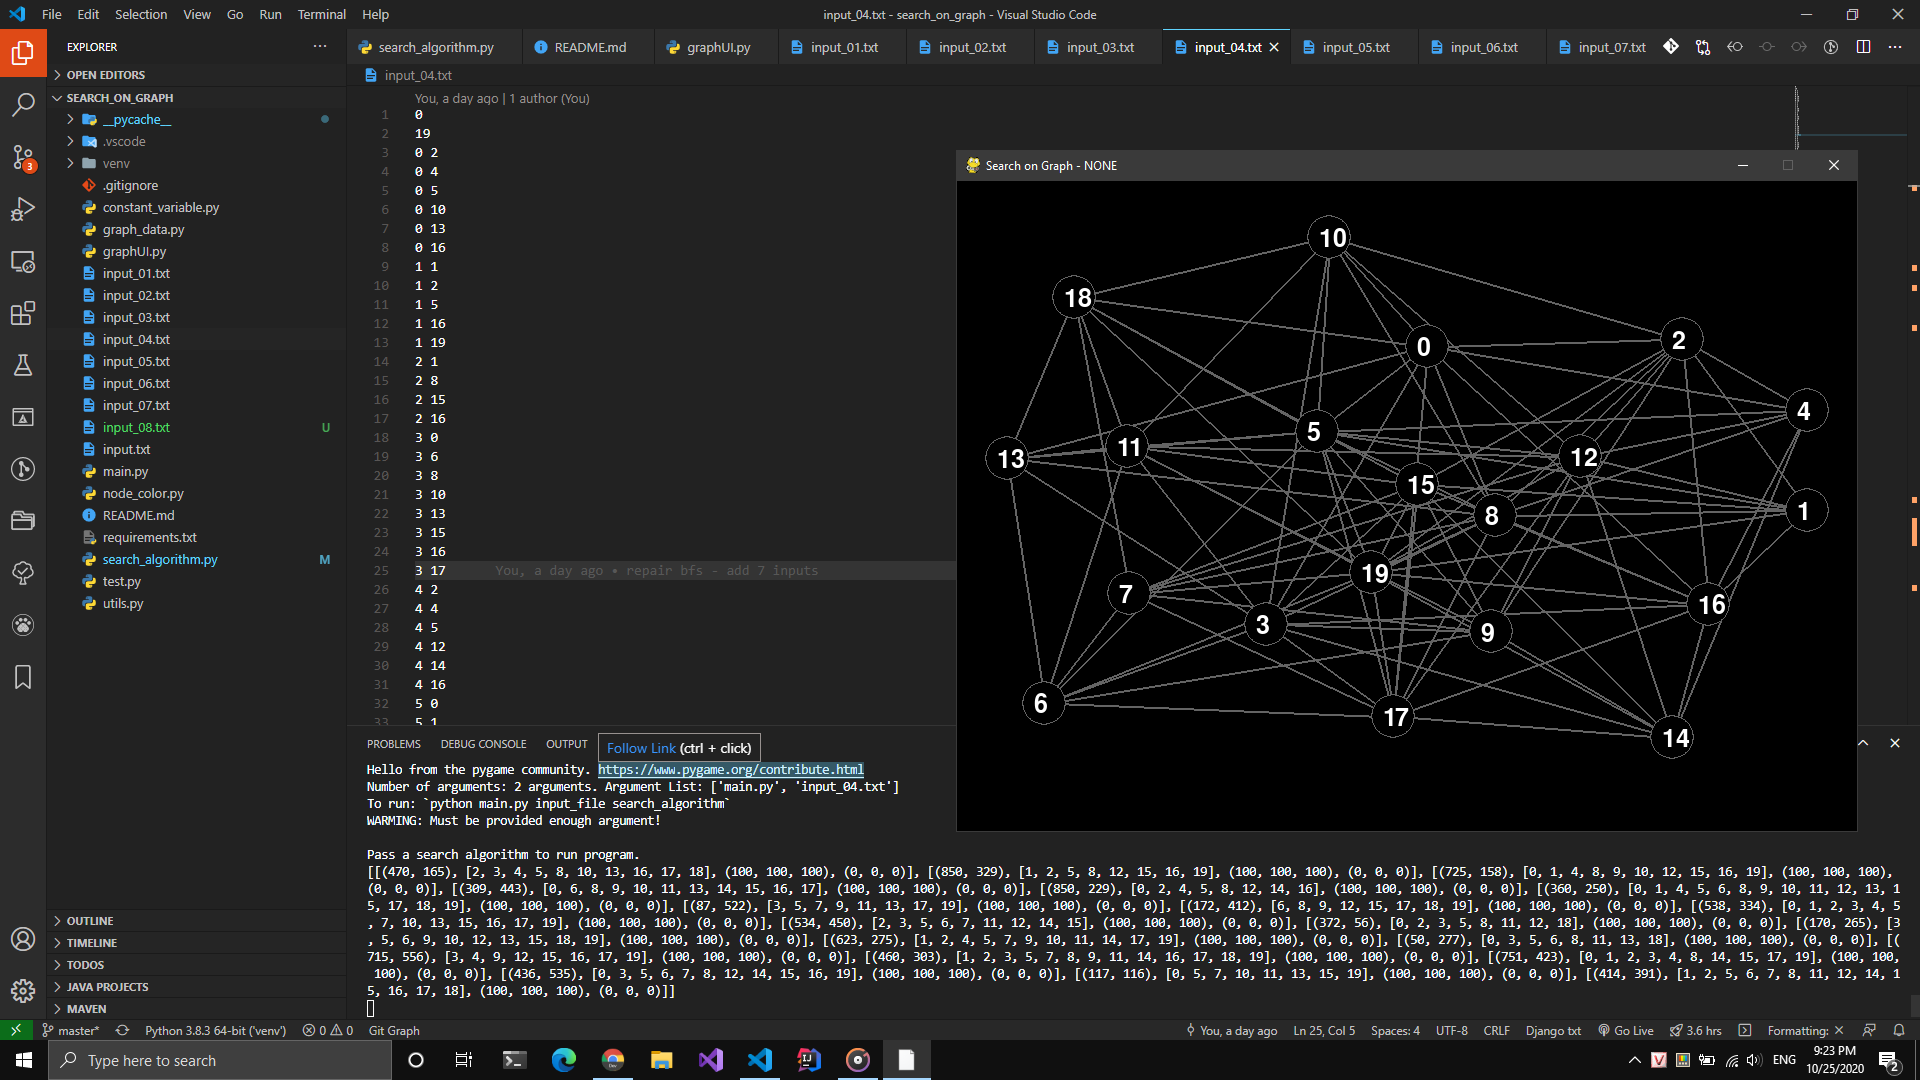 File Edit Selection View Go Run Terminal Help
input_04.txt - search_on_graph - Visual Studio Code
EXPLORER
search_algorithm.py
README.md
graphUI.py
input_01.txt
input_02.txt
input_03.txt
input_04.txt
input_05.txt
input_06.txt
input_07.txt
OPEN EDITORS
SEARCH_ON_GRAPH
__pycache__
.vscode
venv
.gitignore
constant_variable.py
graph_data.py
graphUI.py
input_01.txt
input_02.txt
input_03.txt
input_04.txt
input_05.txt
input_06.txt
input_07.txt
input_08.txt U
input.txt
main.py
node_color.py
README.md
requirements.txt
search_algorithm.py M
test.py
utils.py
OUTLINE
TIMELINE
TODOS
JAVA PROJECTS
MAVEN
3
input_04.txt
You, a day ago | 1 author (You)
1 0
2 19
3 0 2
4 0 4
5 0 5
6 0 10
7 0 13
8 0 16
9 1 1
10 1 2
11 1 5
12 1 16
13 1 19
14 2 1
15 2 8
16 2 15
17 2 16
18 3 0
19 3 6
20 3 8
21 3 10
22 3 13
23 3 15
24 3 16
25 3 17 You, a day ago • repair bfs - add 7 inputs
26 4 2
27 4 4
28 4 5
29 4 12
30 4 14
31 4 16
32 5 0
33 5 1
Search on Graph - NONE
10
18
0
2
4
5
11
13
12
15
8
1
19
7
16
3
9
6
17
14
PROBLEMS DEBUG CONSOLE OUTPUT
Follow Link (ctrl + click)
Hello from the pygame community. https://www.pygame.org/contribute.html
Number of arguments: 2 arguments. Argument List: ['main.py', 'input_04.txt']
To run: `python main.py input_file search_algorithm`
WARNING: Must be provided enough argument!
Pass a search algorithm to run program.
[[(470, 165), [2, 3, 4, 5, 8, 10, 13, 16, 17, 18], (100, 100, 100), (0, 0, 0)], [(850, 329), [1, 2, 5, 8, 12, 15, 16, 19], (100, 100, 100), (0, 0, 0)], [(725, 158), [0, 1, 4, 8, 9, 10, 12, 15, 16, 19], (100, 100, 100),
(0, 0, 0)], [(309, 443), [0, 6, 8, 9, 10, 11, 13, 14, 15, 16, 17], (100, 100, 100), (0, 0, 0)], [(850, 229), [0, 2, 4, 5, 8, 12, 14, 16], (100, 100, 100), (0, 0, 0)], [(360, 250), [0, 1, 4, 5, 6, 8, 9, 10, 11, 12, 13, 1
5, 17, 18, 19], (100, 100, 100), (0, 0, 0)], [(87, 522), [3, 5, 7, 9, 11, 13, 17, 19], (100, 100, 100), (0, 0, 0)], [(172, 412), [6, 8, 9, 12, 15, 17, 18, 19], (100, 100, 100), (0, 0, 0)], [(538, 334), [0, 1, 2, 3, 4, 5
, 7, 10, 13, 15, 16, 17, 19], (100, 100, 100), (0, 0, 0)], [(534, 450), [2, 3, 5, 6, 7, 11, 12, 14, 15], (100, 100, 100), (0, 0, 0)], [(372, 56), [0, 2, 3, 5, 8, 11, 12, 18], (100, 100, 100), (0, 0, 0)], [(170, 265), [3
, 5, 6, 9, 10, 12, 13, 15, 18, 19], (100, 100, 100), (0, 0, 0)], [(623, 275), [1, 2, 4, 5, 7, 9, 10, 11, 14, 17, 19], (100, 100, 100), (0, 0, 0)], [(50, 277), [0, 3, 5, 6, 8, 11, 13, 18], (100, 100, 100), (0, 0, 0)], [(
715, 556), [3, 4, 9, 12, 15, 16, 17, 19], (100, 100, 100), (0, 0, 0)], [(460, 303), [1, 2, 3, 5, 7, 8, 9, 11, 14, 16, 17, 18, 19], (100, 100, 100), (0, 0, 0)], [(751, 423), [0, 1, 2, 3, 4, 8, 14, 15, 17, 19], (100, 100,
100), (0, 0, 0)], [(436, 535), [0, 3, 5, 6, 7, 8, 12, 14, 15, 16, 19], (100, 100, 100), (0, 0, 0)], [(117, 116), [0, 5, 7, 10, 11, 13, 15, 19], (100, 100, 100), (0, 0, 0)], [(414, 391), [1, 2, 5, 6, 7, 8, 11, 12, 14, 1
5, 16, 17, 18], (100, 100, 100), (0, 0, 0)]]
master* Python 3.8.3 64-bit ('venv') 0 0 Git Graph
You, a day ago Ln 25, Col 5 Spaces: 4 UTF-8 CRLF Django txt Go Live 3.6 hrs Formatting: ×
Type here to search
ENG
9:23 PM
10/25/2020
2